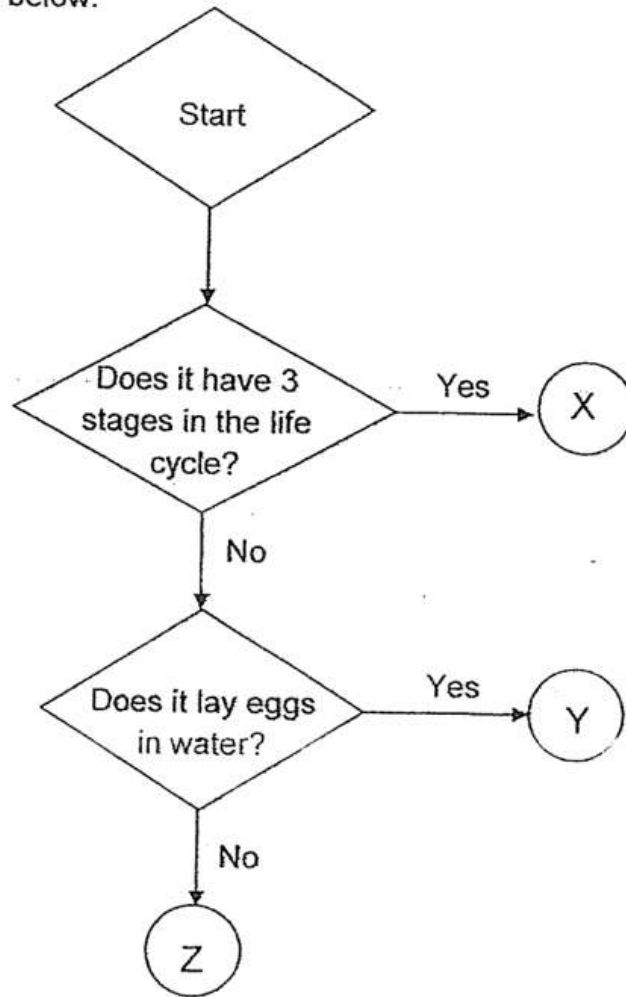 below.
Start
Does it have 3
stages in the life
cycle?
Yes
X
No
Does it lay eggs
in water?
Yes
Y
No
Z